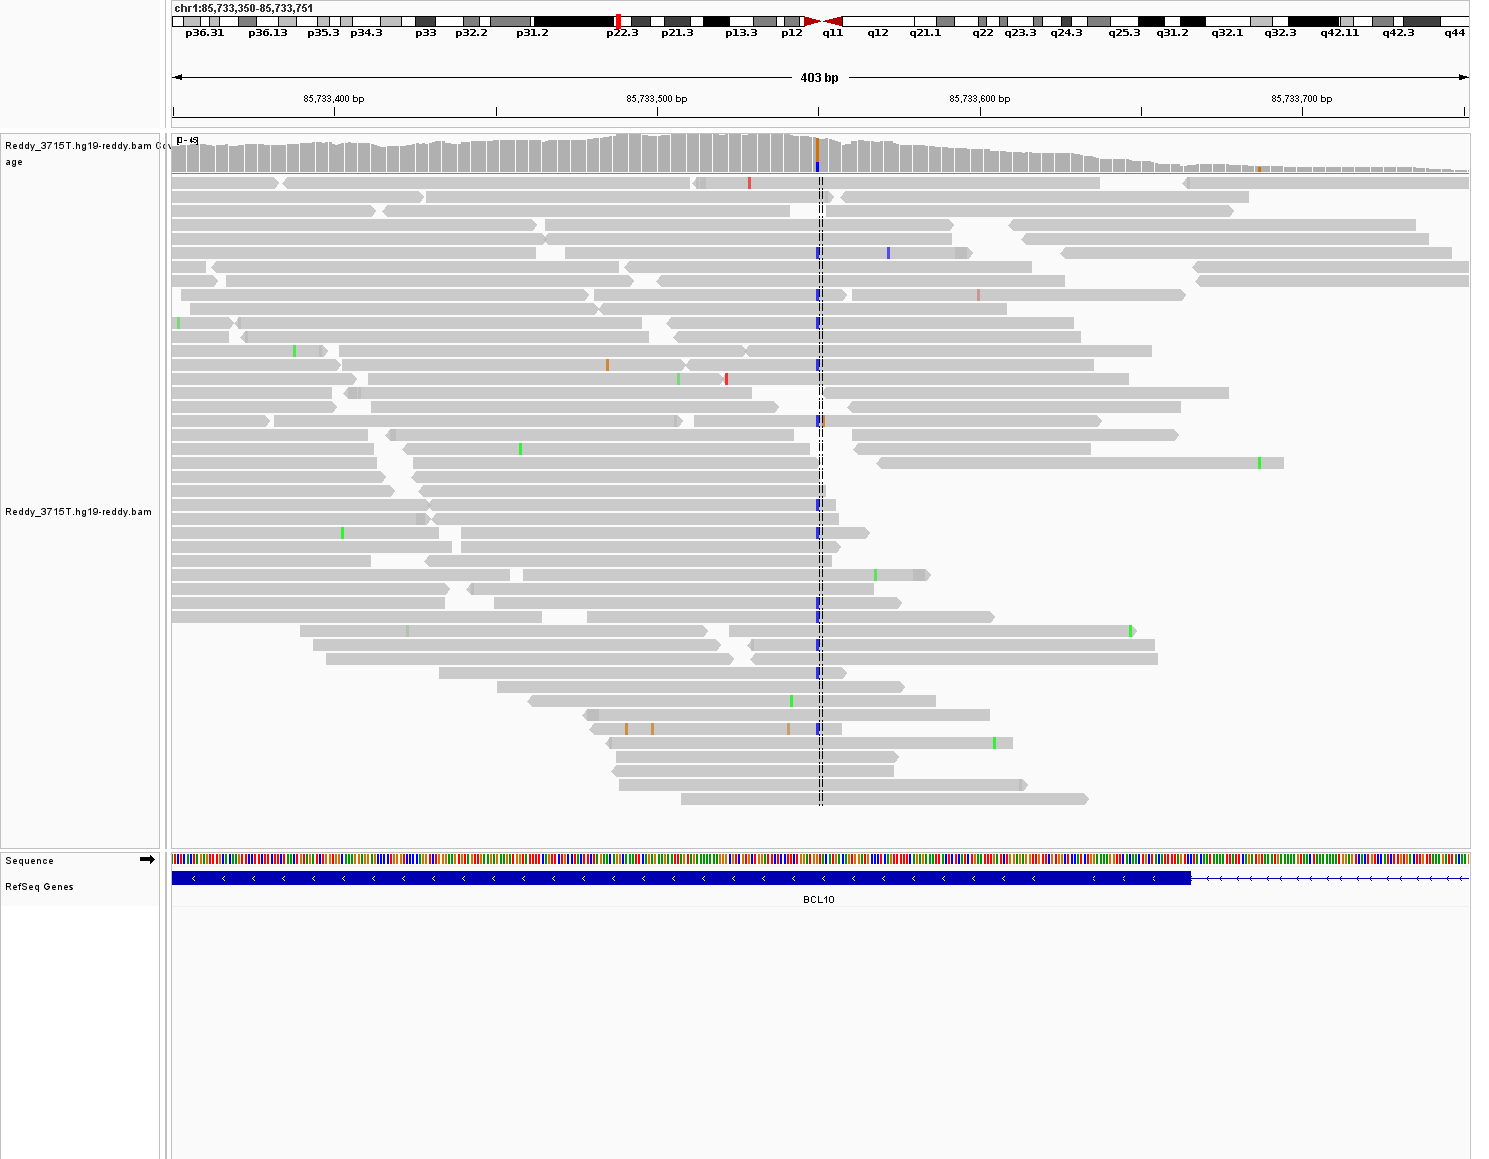 chr1:85,733,350-85,733,751
p36.31 p36.13 p35.3 p34.3 p33 p32.2 p31.2 p22.3 p21.3 p13.3 p12 q11 q12 q21.1 q22 q23.3 q24.3 q25.3 q31.2 q32.1 q32.3 q42.11 q42.3 q44
403 bp
85,733,400 bp 85,733,500 bp 85,733,600 bp 85,733,700 bp
Reddy_3715T.hg19-reddy.bam Cov
age
Reddy_3715T.hg19-reddy.bam
Sequence
RefSeq Genes
BCL10